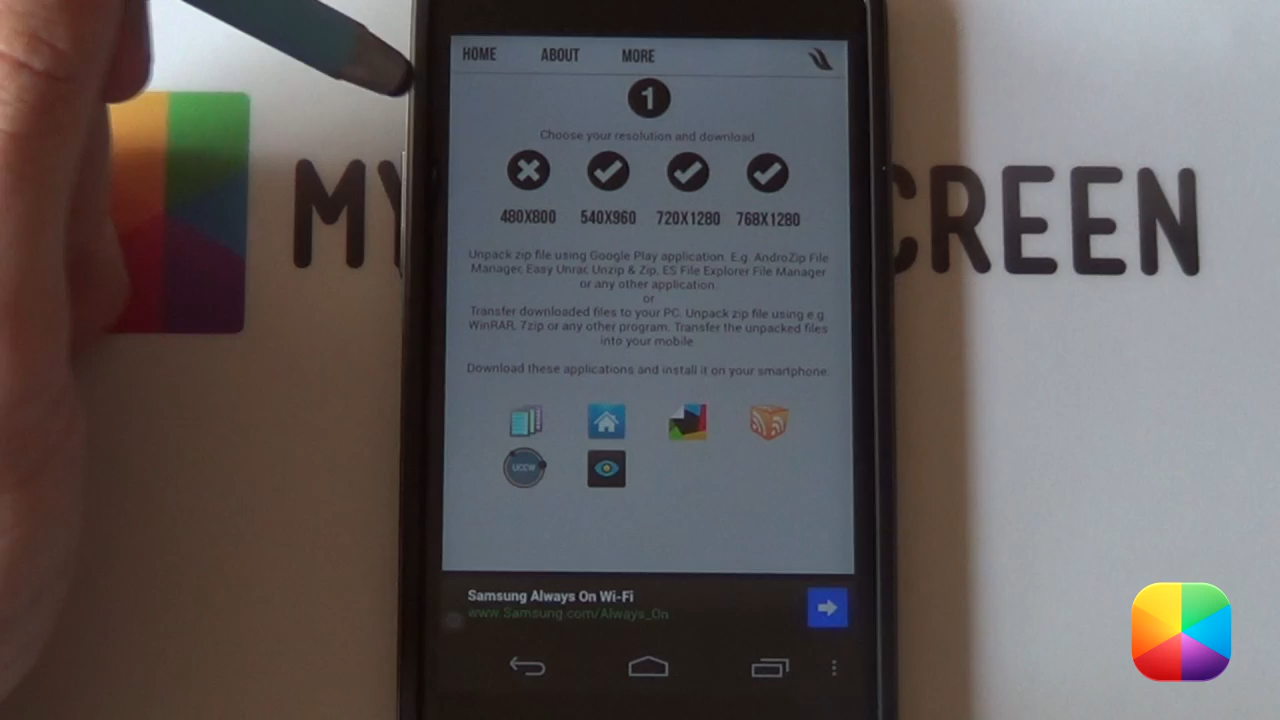 HOME ABOUT MORE
1
Choose your resolution and download
480X800 540X960 720X1280 768X1280
Unpack zip file using Google Play application. E.g. AndroZip File
Manager, Easy Unrar, Unzip & Zip, ES File Explorer File Manager
or any other application.
or
Transfer downloaded files to your PC. Unpack zip file using e.g.
WinRAR, 7zip or any other program. Transfer the unpacked files
into your mobile
Download these applications and install it on your smartphone.
UCCW
Samsung Always On Wi-Fi
www.Samsung.com/Always_On
MY CREEN